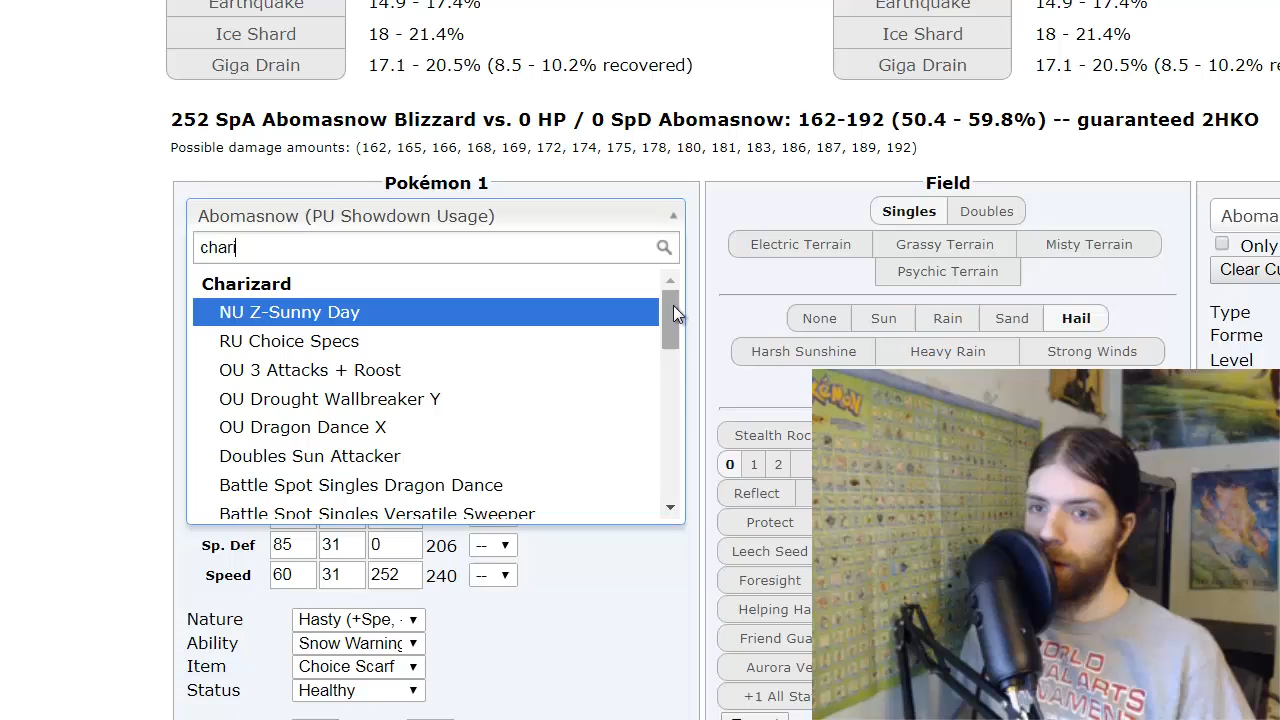 Earthquake 14.9 - 17.4% Earthquake 14.9 - 17.4%
Ice Shard 18 - 21.4% Ice Shard 18 - 21.4%
Giga Drain 17.1 - 20.5% (8.5 - 10.2% recovered) Giga Drain 17.1 - 20.5% (8.5 - 10.2% re
252 SpA Abomasnow Blizzard vs. 0 HP / 0 SpD Abomasnow: 162-192 (50.4 - 59.8%) -- guaranteed 2HKO
Possible damage amounts: (162, 165, 166, 168, 169, 172, 174, 175, 178, 180, 181, 183, 186, 187, 189, 192)
Pokémon 1
Abomasnow (PU Showdown Usage)
chari
Charizard
NU Z-Sunny Day
RU Choice Specs
OU 3 Attacks + Roost
OU Drought Wallbreaker Y
OU Dragon Dance X
Doubles Sun Attacker
Battle Spot Singles Dragon Dance
Battle Spot Singles Versatile Sweeper
Sp. Def 85 31 0 206 --
Speed 60 31 252 240 --
Nature Hasty (+Spe, -
Ability Snow Warning
Item Choice Scarf
Status Healthy
Field
Singles Doubles
Electric Terrain Grassy Terrain Misty Terrain
Psychic Terrain
None Sun Rain Sand Hail
Harsh Sunshine Heavy Rain Strong Winds
Stealth Roc
0 1 2
Reflect
Protect
Leech Seed
Foresight
Helping Ha
Friend Gua
Aurora Ve
+1 All Sta
Aboma
Only
Clear Cu
Type
Forme
Level